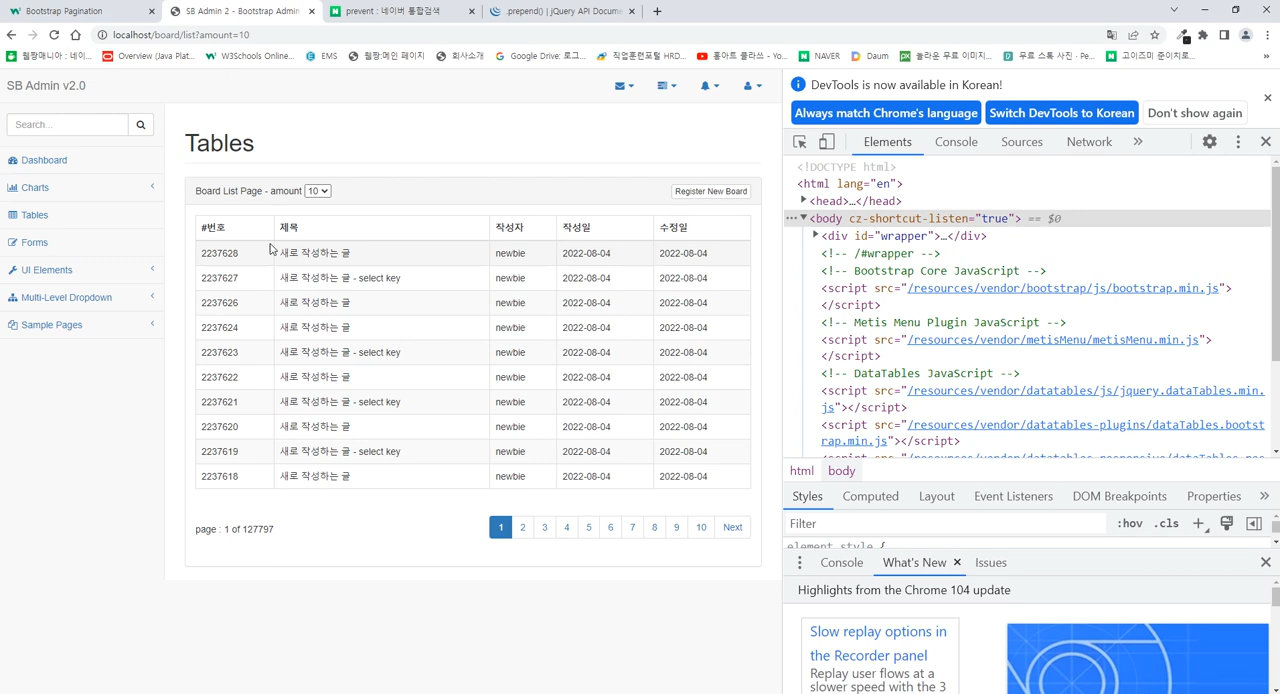 Bootstrap Pagination
SB Admin 2 - Bootstrap Admin
prevent : 네이버 통합검색
.prepend() | jQuery API Docume
localhost/board/list?amount=10
웹짱매니아 : 네이...
Overview (Java Plat...
W3Schools Online...
EMS
웹짱:메인 페이지
회사소개
Google Drive: 로그...
직업훈련포털 HRD...
홍아트 클라스 - Yo...
NAVER
Daum
놀라운 무료 이미지...
무료 스톡 사진 · Pe...
고이즈미 준이치로...
»
SB Admin v2.0
Search...
Dashboard
Charts
Tables
Forms
UI Elements
Multi-Level Dropdown
Sample Pages
Tables
Board List Page - amount 10
Register New Board
#번호 제목 작성자 작성일 수정일
2237628 새로 작성하는 글 newbie 2022-08-04 2022-08-04
2237627 새로 작성하는 글 - select key newbie 2022-08-04 2022-08-04
2237626 새로 작성하는 글 newbie 2022-08-04 2022-08-04
2237624 새로 작성하는 글 newbie 2022-08-04 2022-08-04
2237623 새로 작성하는 글 - select key newbie 2022-08-04 2022-08-04
2237622 새로 작성하는 글 newbie 2022-08-04 2022-08-04
2237621 새로 작성하는 글 - select key newbie 2022-08-04 2022-08-04
2237620 새로 작성하는 글 newbie 2022-08-04 2022-08-04
2237619 새로 작성하는 글 - select key newbie 2022-08-04 2022-08-04
2237618 새로 작성하는 글 newbie 2022-08-04 2022-08-04
page : 1 of 127797
1 2 3 4 5 6 7 8 9 10 Next
DevTools is now available in Korean!
Always match Chrome's language
Switch DevTools to Korean
Don't show again
Elements Console Sources Network »
<!DOCTYPE html>
<html lang="en">
<head>…</head>
<body cz-shortcut-listen="true"> == $0
<div id="wrapper">…</div>
<!-- /#wrapper -->
<!-- Bootstrap Core JavaScript -->
<script src="/resources/vendor/bootstrap/js/bootstrap.min.js">
</script>
<!-- Metis Menu Plugin JavaScript -->
<script src="/resources/vendor/metisMenu/metisMenu.min.js">
</script>
<!-- DataTables JavaScript -->
<script src="/resources/vendor/datatables/js/jquery.dataTables.min.
js"></script>
<script src="/resources/vendor/datatables-plugins/dataTables.bootst
rap.min.js"></script>
<script src="/resources/vendor/datatables-responsive/dataTables.res
html body
Styles Computed Layout Event Listeners DOM Breakpoints Properties »
Filter
:hov .cls
element.style {
Console What's New Issues
Highlights from the Chrome 104 update
Slow replay options in
the Recorder panel
Replay user flows at a
slower speed with the 3